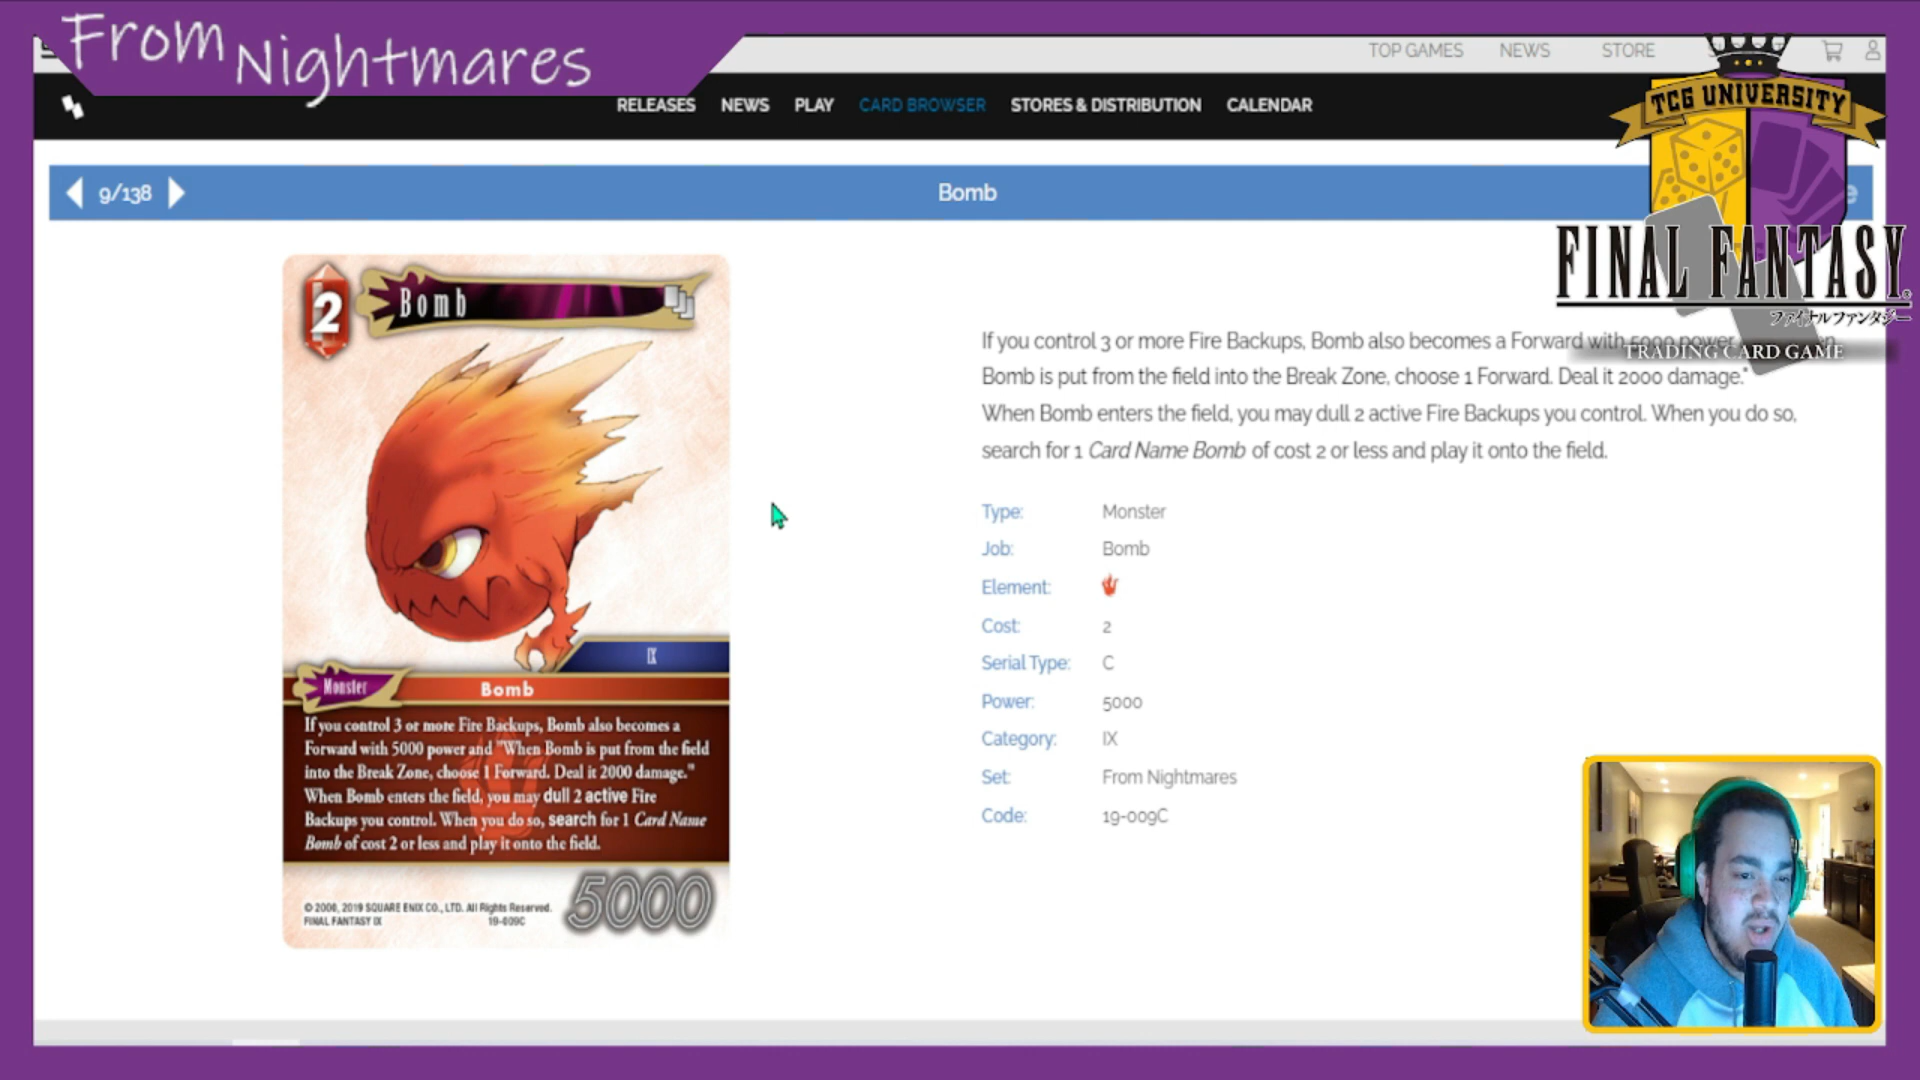 From
Nightmares
TOP GAMES NEWS STORE
RELEASES NEWS PLAY CARD BROWSER STORES & DISTRIBUTION CALENDAR
TCG UNIVERSITY
9/138
Bomb
FINAL FANTASY®
ファイナルファンタジー
TRADING CARD GAME
2
Bomb
IX
Monster
Bomb
If you control 3 or more Fire Backups, Bomb also becomes a
Forward with 5000 power and "When Bomb is put from the field
into the Break Zone, choose 1 Forward. Deal it 2000 damage."
When Bomb enters the field, you may dull 2 active Fire
Backups you control. When you do so, search for 1 Card Name
Bomb of cost 2 or less and play it onto the field.
© 2000, 2019 SQUARE ENIX CO., LTD. All Rights Reserved.
FINAL FANTASY IX 19-009C
5000
If you control 3 or more Fire Backups, Bomb also becomes a Forward with 5000 power
Bomb is put from the field into the Break Zone, choose 1 Forward. Deal it 2000 damage."
When Bomb enters the field, you may dull 2 active Fire Backups you control. When you do so,
search for 1 Card Name Bomb of cost 2 or less and play it onto the field.
Type: Monster
Job: Bomb
Element:
Cost: 2
Serial Type: C
Power: 5000
Category: IX
Set: From Nightmares
Code: 19-009C